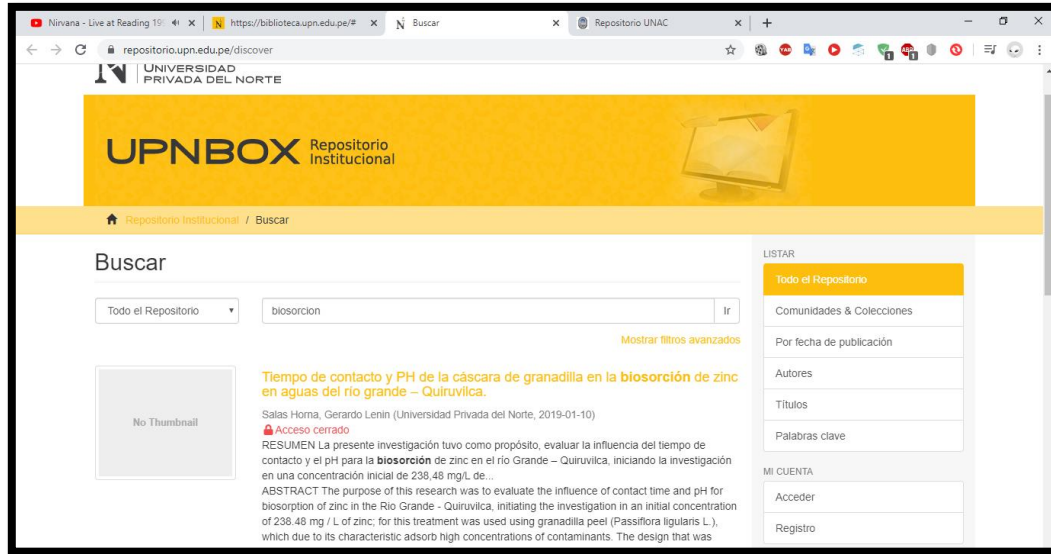 Nirvana - Live at Reading 19
https://biblioteca.upn.edu.pe/#
Buscar
Repositorio UNAC
repositorio.upn.edu.pe/discover
UNIVERSIDAD
PRIVADA DEL NORTE
UPNBOX Repositorio
Institucional
Repositorio Institucional / Buscar
Buscar
Todo el Repositorio
biosorcion
Ir
Mostrar filtros avanzados
No Thumbnail
Tiempo de contacto y PH de la cáscara de granadilla en la biosorción de zinc
en aguas del río grande – Quiruvilca.
Salas Horna, Gerardo Lenin (Universidad Privada del Norte, 2019-01-10)
Acceso cerrado
RESUMEN La presente investigación tuvo como propósito, evaluar la influencia del tiempo de
contacto y el pH para la biosorción de zinc en el río Grande – Quiruvilca, iniciando la investigación
en una concentración inicial de 238,48 mg/L de...
ABSTRACT The purpose of this research was to evaluate the influence of contact time and pH for
biosorption of zinc in the Rio Grande - Quiruvilca, initiating the investigation in an initial concentration
of 238.48 mg / L of zinc; for this treatment was used using granadilla peel (Passiflora ligularis L.),
which due to its characteristic adsorb high concentrations of contaminants. The design that was
LISTAR
Todo el Repositorio
Comunidades & Colecciones
Por fecha de publicación
Autores
Títulos
Palabras clave
MI CUENTA
Acceder
Registro